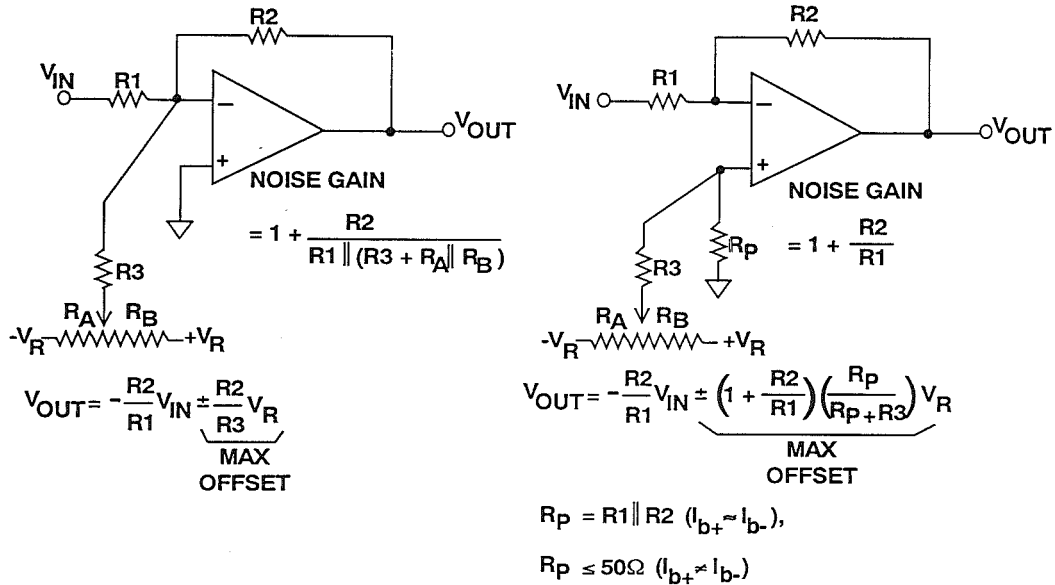 R2
V_IN
R1
−
+
V_OUT
NOISE GAIN
= 1 + R2 / (R1 ∥ (R3 + R_A ∥ R_B))
R3
R_A R_B
-V_R +V_R
V_OUT = − R2/R1 V_IN ± R2/R3 V_R
MAX
OFFSET
R2
V_IN
R1
−
+
V_OUT
NOISE GAIN
= 1 + R2/R1
R_P
R3
R_A R_B
-V_R +V_R
V_OUT = − R2/R1 V_IN ± (1 + R2/R1)(R_P/(R_P+R3)) V_R
MAX
OFFSET
R_P = R1 ∥ R2 (I_b+ ≈ I_b-),
R_P ≤ 50Ω (I_b+ ≠ I_b-)